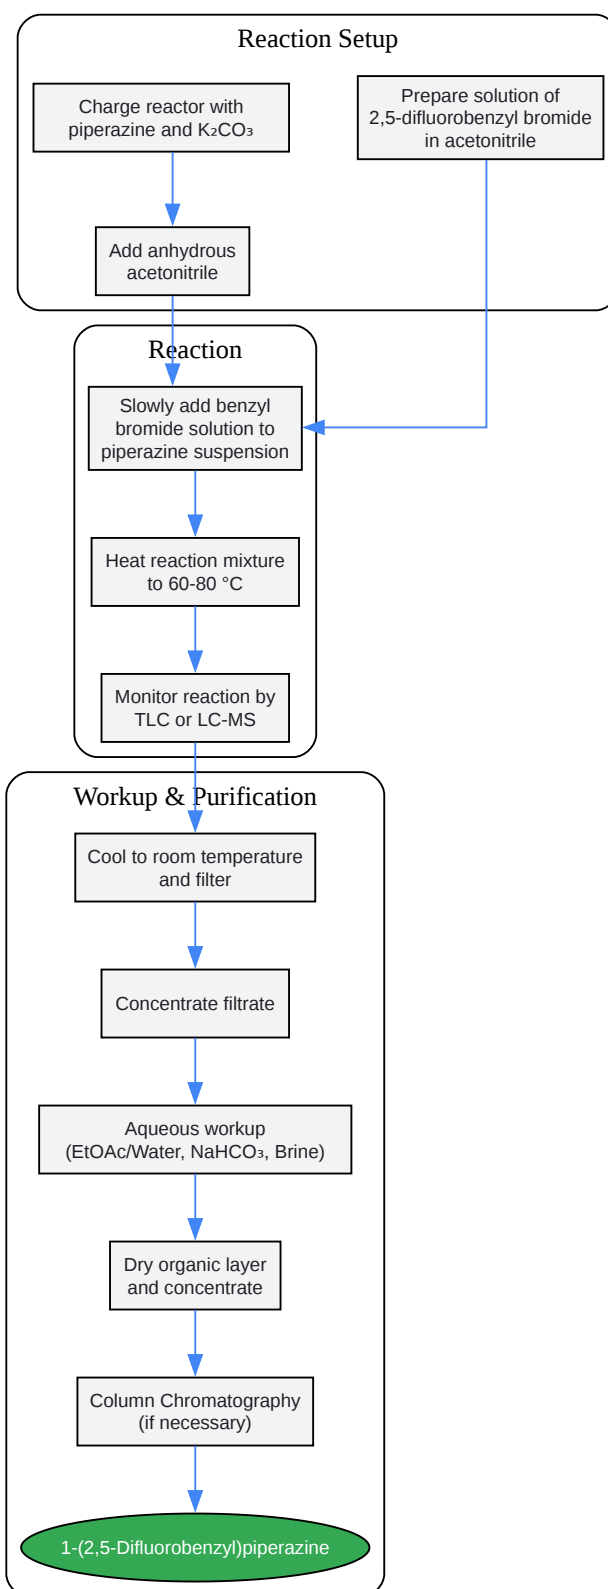 Reaction Setup
Charge reactor with
piperazine and K₂CO₃
Prepare solution of
2,5-difluorobenzyl bromide
in acetonitrile
Add anhydrous
acetonitrile
Reaction
Slowly add benzyl
bromide solution to
piperazine suspension
Heat reaction mixture
to 60-80 °C
Monitor reaction by
TLC or LC-MS
Workup & Purification
Cool to room temperature
and filter
Concentrate filtrate
Aqueous workup
(EtOAc/Water, NaHCO₃, Brine)
Dry organic layer
and concentrate
Column Chromatography
(if necessary)
1-(2,5-Difluorobenzyl)piperazine